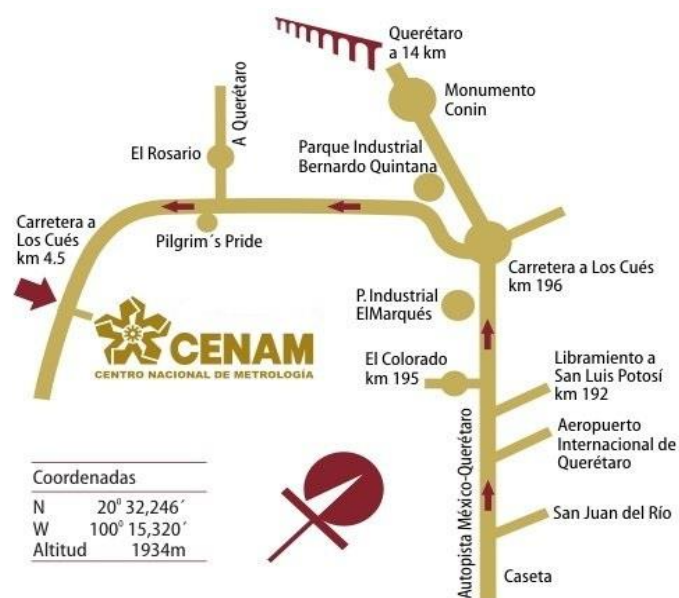 Querétaro
a 14 km
Monumento
Conin
A Querétaro
El Rosario
Parque Industrial
Bernardo Quintana
Carretera a
Los Cués
km 4.5
Pilgrim´s Pride
Carretera a Los Cués
km 196
P. Industrial
ElMarqués
CENAM
CENTRO NACIONAL DE METROLOGÍA
El Colorado
km 195
Libramiento a
San Luis Potosí
km 192
Aeropuerto
Internacional de
Querétaro
Autopista México-Querétaro
San Juan del Río
Caseta
Coordenadas
N 20⁰ 32,246´
W 100⁰ 15,320´
Altitud 1934m